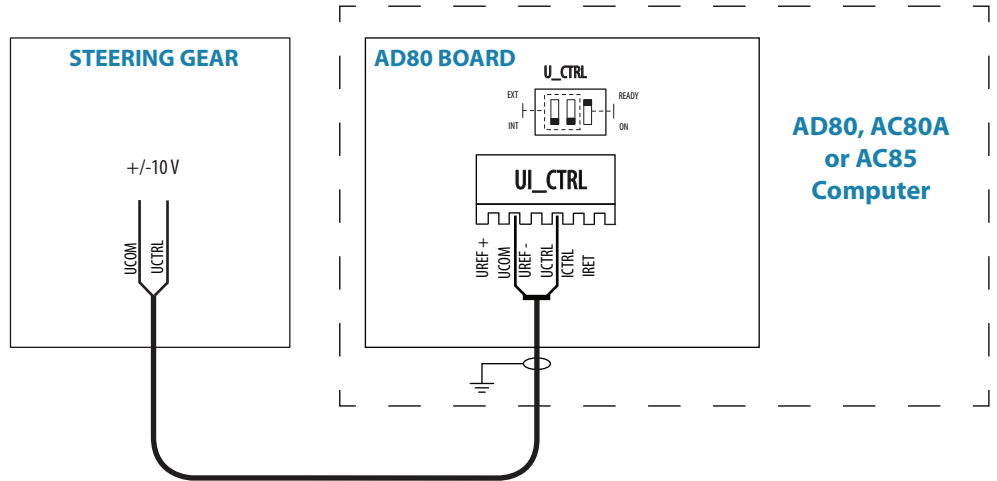 STEERING GEAR
+/-10 V
UCOM
UCTRL
AD80 BOARD
U_CTRL
EXT
INT
READY
ON
UI_CTRL
UREF +
UCOM
UREF -
UCTRL
ICTRL
IRET
AD80, AC80A
or AC85
Computer